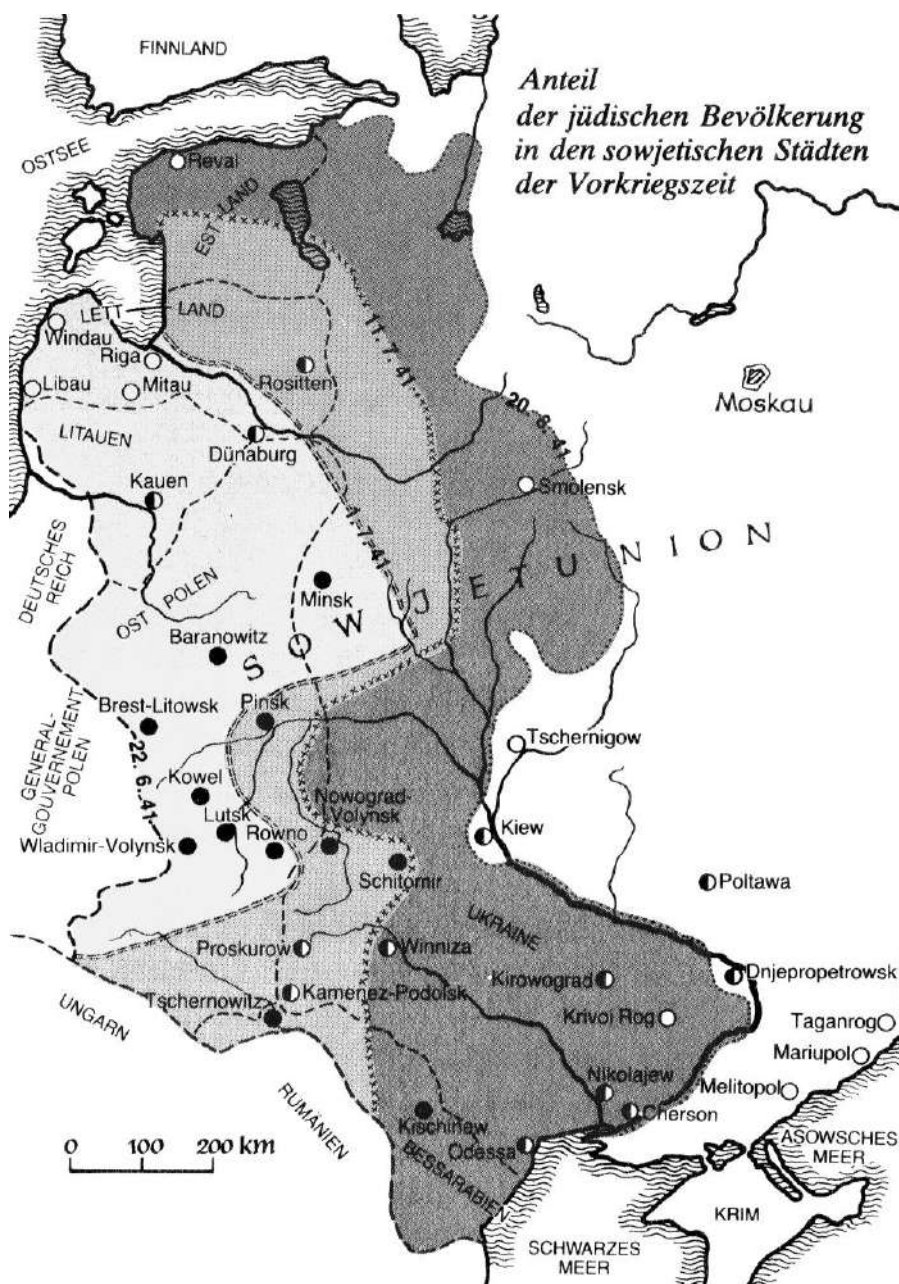 FINNLAND
Anteil
der jüdischen Bevölkerung
in den sowjetischen Städten
der Vorkriegszeit
OSTSEE
Reval
EST LAND
LETT LAND
Windau
Riga
Libau
Mitau
Rositten
11. 7. 41
20. 8. 41
Moskau
LITAUEN
Dünaburg
Smolensk
Kauen
1. 7. 41
DEUTSCHES
REICH
OST POLEN
Minsk
SOWJETUNION
Baranowitz
Brest-Litowsk
Pinsk
Tschernigow
GENERAL-
GOUVERNEMENT
POLEN
22. 6. 41
Kowel
Lutsk
Nowograd-
Volynsk
Wladimir-Volynsk
Rowno
Kiew
Schitomir
Poltawa
UKRAINE
Proskurow
Winniza
Kirowograd
Dnjepropetrowsk
UNGARN
Tschernowitz
Kamenez-Podolsk
Krivoi Rog
Taganrog
Mariupol
RUMÄNIEN
Nikolajew
Melitopol
Kischinew
Cherson
0 100 200 km
BESSARABIEN
Odessa
ASOWSCHES
MEER
KRIM
SCHWARZES
MEER